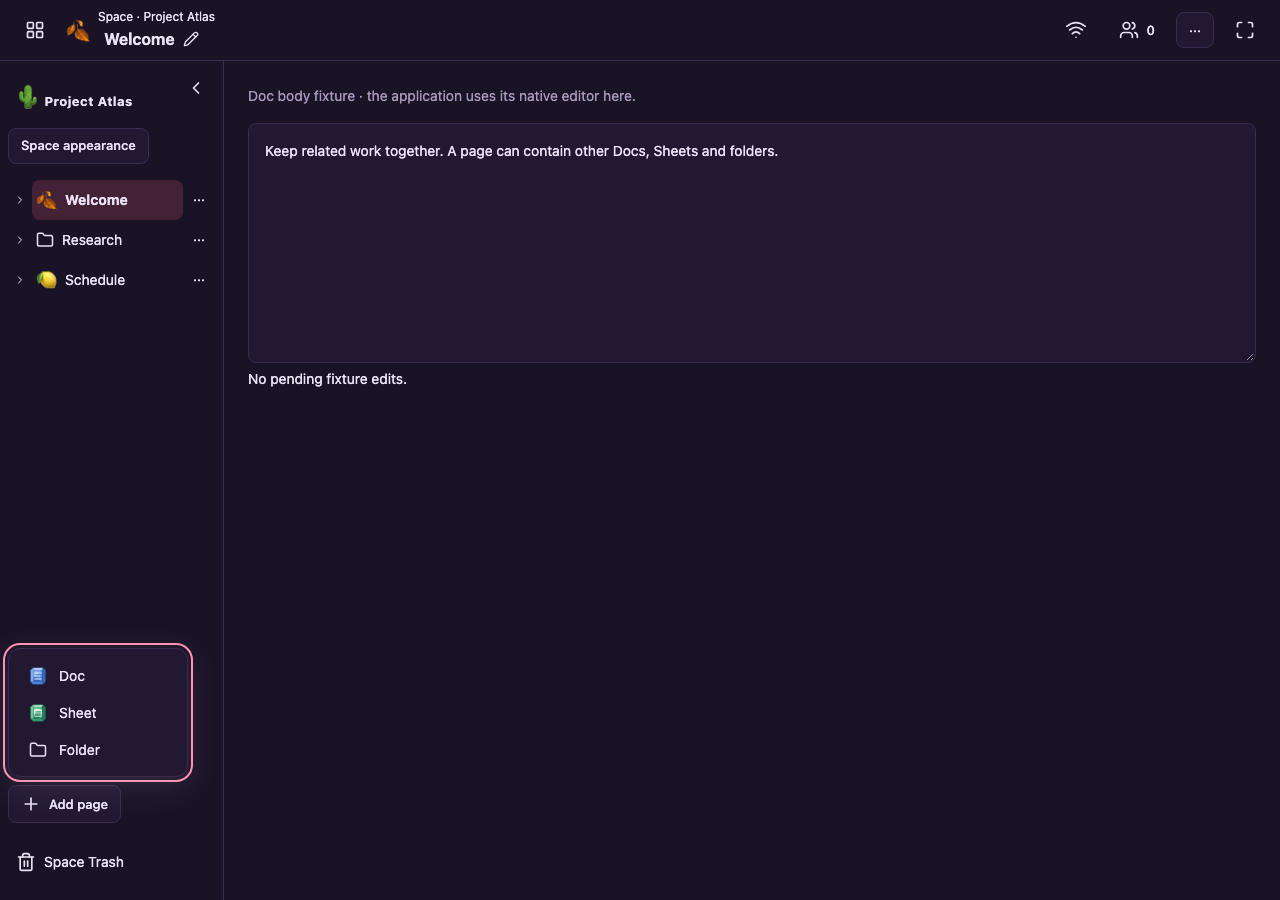 Space · Project Atlas
Welcome
0
...
Project Atlas
Space appearance
Welcome
...
Research
...
Schedule
...
Doc body fixture · the application uses its native editor here.
Keep related work together. A page can contain other Docs, Sheets and folders.
No pending fixture edits.
Doc
Sheet
Folder
Add page
Space Trash